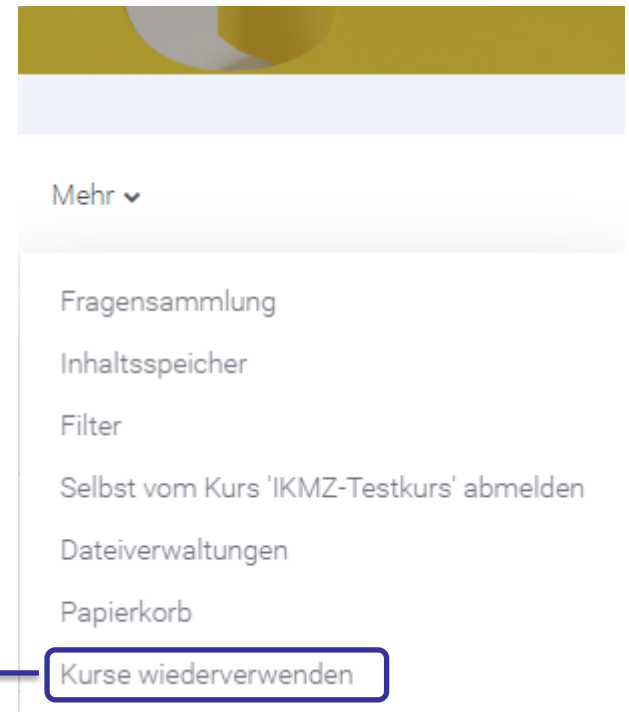 Mehr
Fragensammlung
Inhaltsspeicher
Filter
Selbst vom Kurs 'IKMZ-Testkurs' abmelden
Dateiverwaltungen
Papierkorb
Kurse wiederverwenden